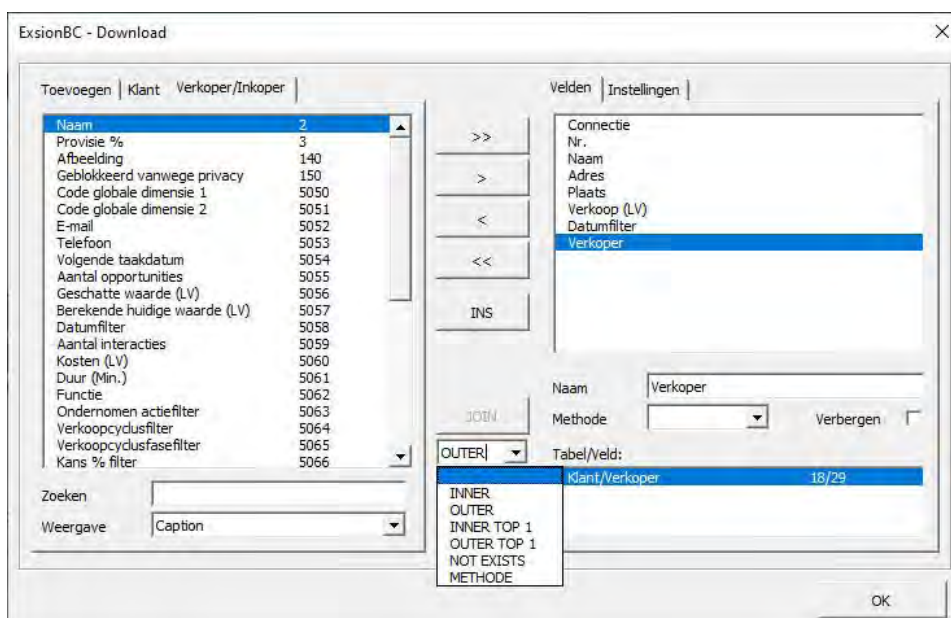 ExsionBC - Download
Toevoegen Klant Verkoper/Inkoper
Naam 2
Provisie % 3
Afbeelding 140
Geblokkeerd vanwege privacy 150
Code globale dimensie 1 5050
Code globale dimensie 2 5051
E-mail 5052
Telefoon 5053
Volgende taakdatum 5054
Aantal opportunities 5055
Geschatte waarde (LV) 5056
Berekende huidige waarde (LV) 5057
Datumfilter 5058
Aantal interacties 5059
Kosten (LV) 5060
Duur (Min.) 5061
Functie 5062
Ondernomen actiefilter 5063
Verkoopcyclusfilter 5064
Verkoopcyclusfasefilter 5065
Kans % filter 5066
Zoeken
Weergave Caption
>>
>
<
<<
INS
JOIN
OUTER
INNER
OUTER
INNER TOP 1
OUTER TOP 1
NOT EXISTS
METHODE
Velden Instellingen
Connectie
Nr.
Naam
Adres
Plaats
Verkoop (LV)
Datumfilter
Verkoper
Naam Verkoper
Methode Verbergen
Tabel/Veld:
Klant/Verkoper 18/29
OK